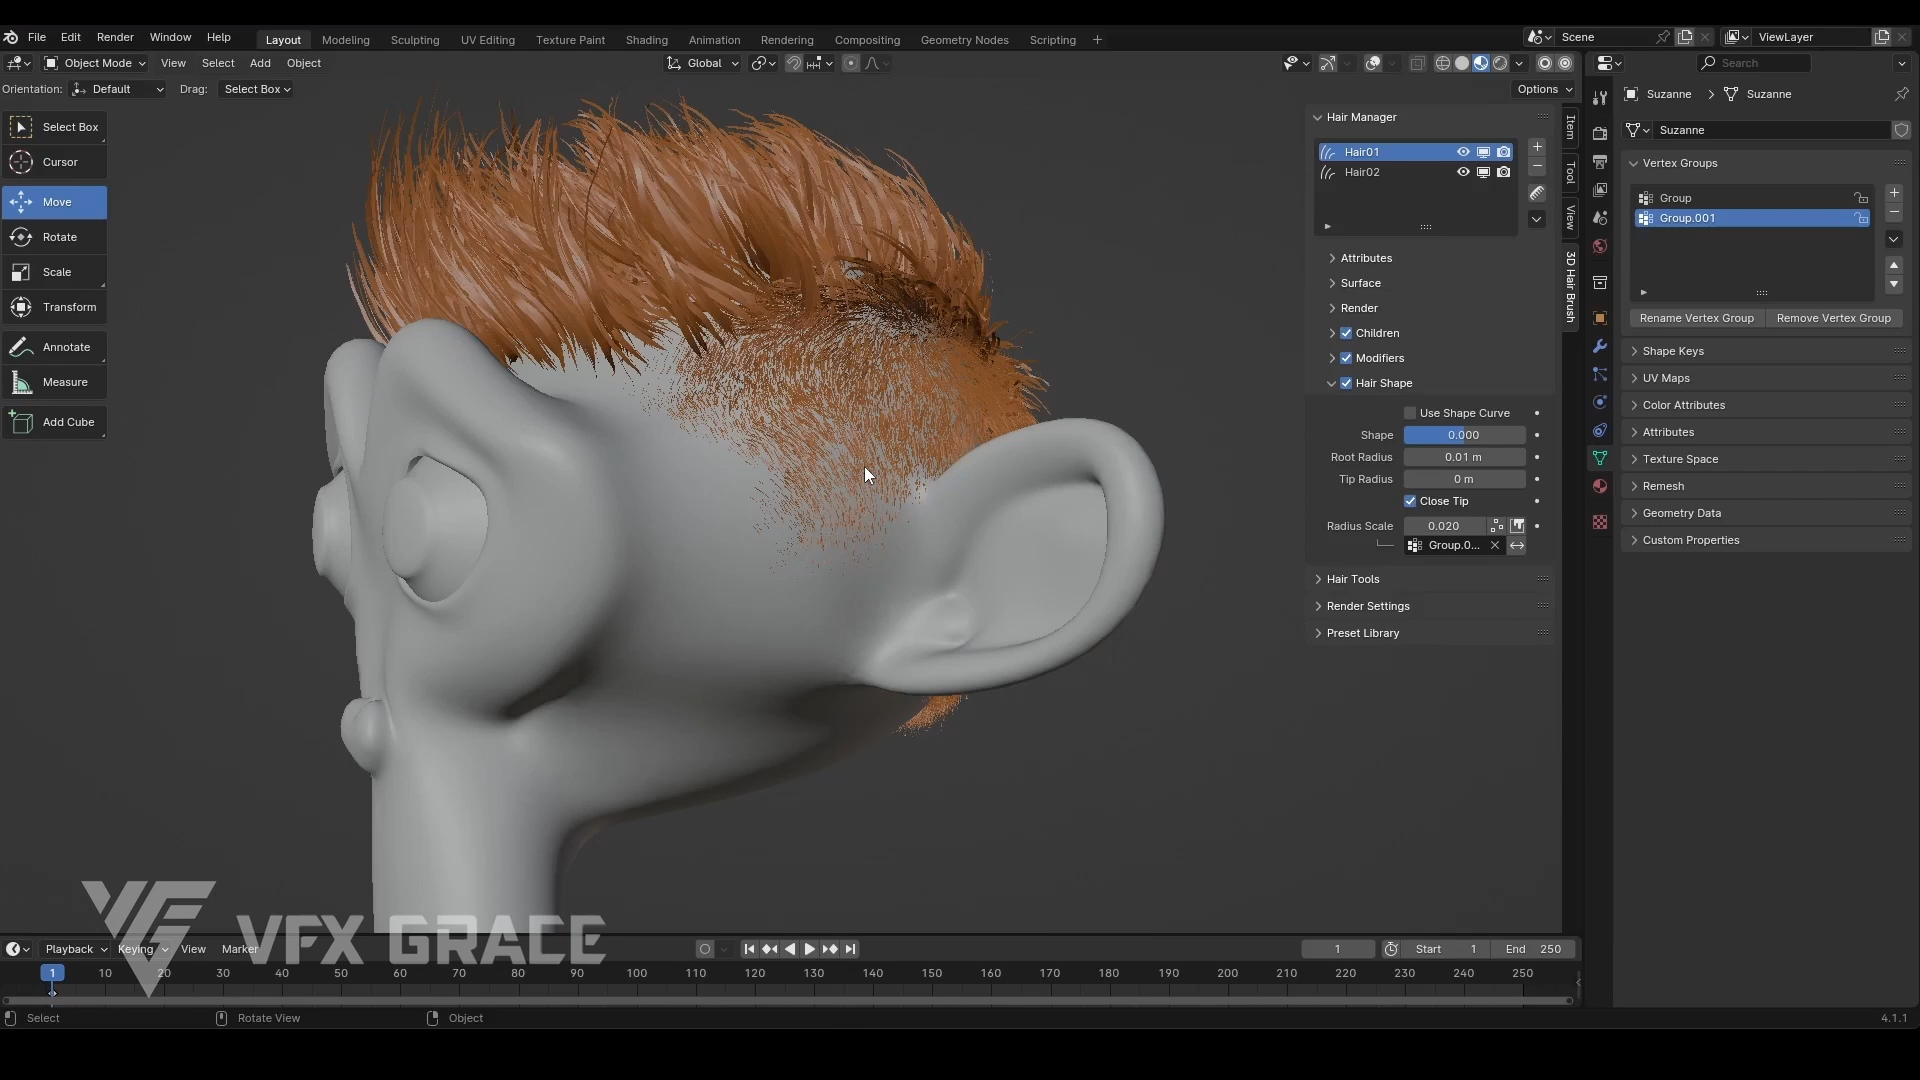 File Edit Render Window Help Layout Modeling Sculpting UV Editing Texture Paint Shading Animation Rendering Compositing Geometry Nodes Scripting + Scene ViewLayer
Object Mode View Select Add Object Global Search
Orientation: Default Drag: Select Box Options
Suzanne > Suzanne
Suzanne
Select Box
Cursor
Move
Rotate
Scale
Transform
Annotate
Measure
Add Cube
Hair Manager
Hair01
Hair02
Attributes
Surface
Render
Children
Modifiers
Hair Shape
Use Shape Curve
Shape 0.000
Root Radius 0.01 m
Tip Radius 0 m
Close Tip
Radius Scale 0.020
Group.0...
Hair Tools
Render Settings
Preset Library
Item
Tool
View
3D Hair Brush
Vertex Groups
Group
Group.001
Rename Vertex Group Remove Vertex Group
Shape Keys
UV Maps
Color Attributes
Attributes
Texture Space
Remesh
Geometry Data
Custom Properties
VFX GRACE
Playback Keying View Marker 1 Start 1 End 250
1 10 20 30 40 50 60 70 80 90 100 110 120 130 140 150 160 170 180 190 200 210 220 230 240 250
Select Rotate View Object 4.1.1